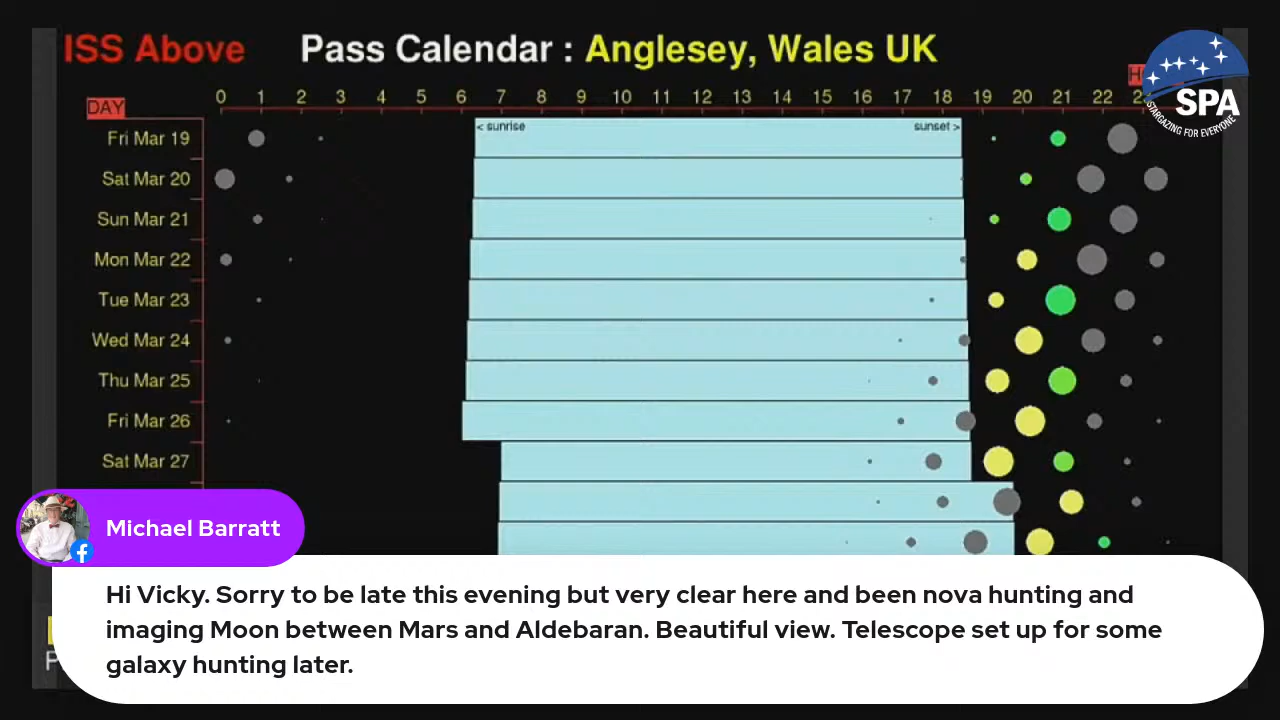 ISS Above Pass Calendar : Anglesey, Wales UK
SPA
STARGAZING FOR EVERYONE
DAY 0 1 2 3 4 5 6 7 8 9 10 11 12 13 14 15 16 17 18 19 20 21 22
Fri Mar 19 < sunrise sunset >
Sat Mar 20
Sun Mar 21
Mon Mar 22
Tue Mar 23
Wed Mar 24
Thu Mar 25
Fri Mar 26
Sat Mar 27
Michael Barratt
Hi Vicky. Sorry to be late this evening but very clear here and been nova hunting and
imaging Moon between Mars and Aldebaran. Beautiful view. Telescope set up for some
galaxy hunting later.